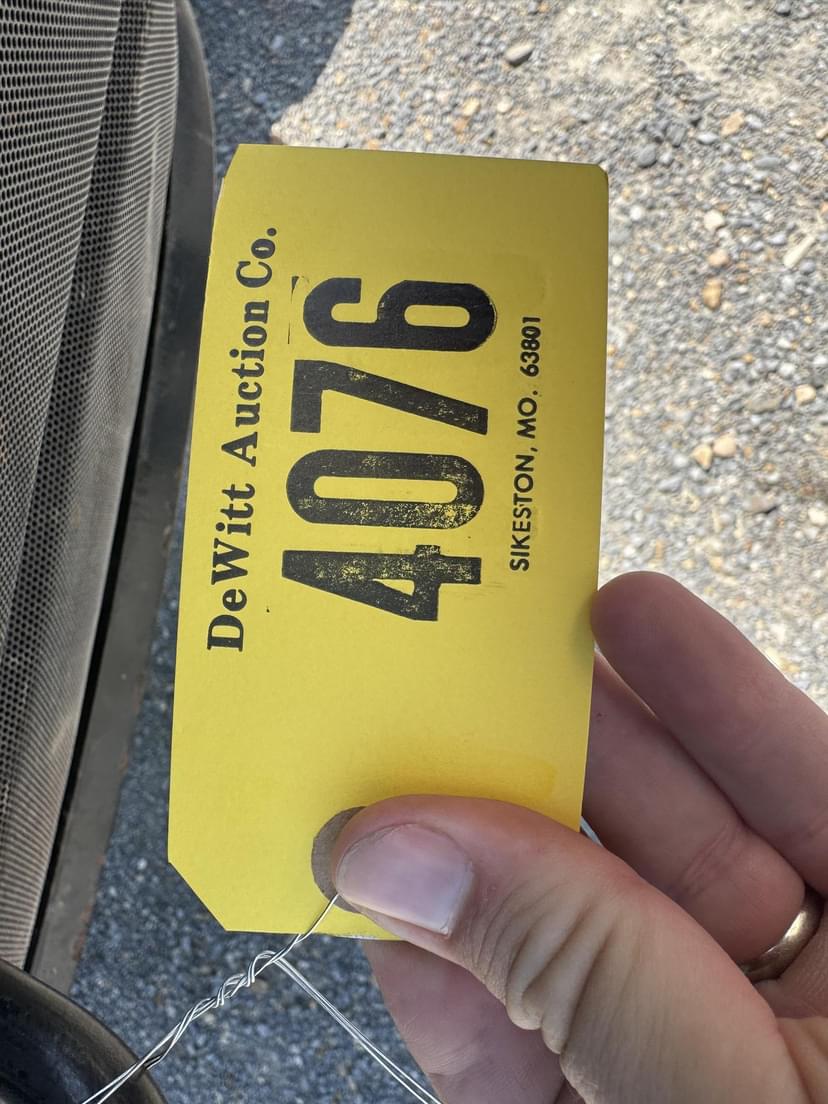 DeWitt Auction Co.
4076
SIKESTON, MO. 63801